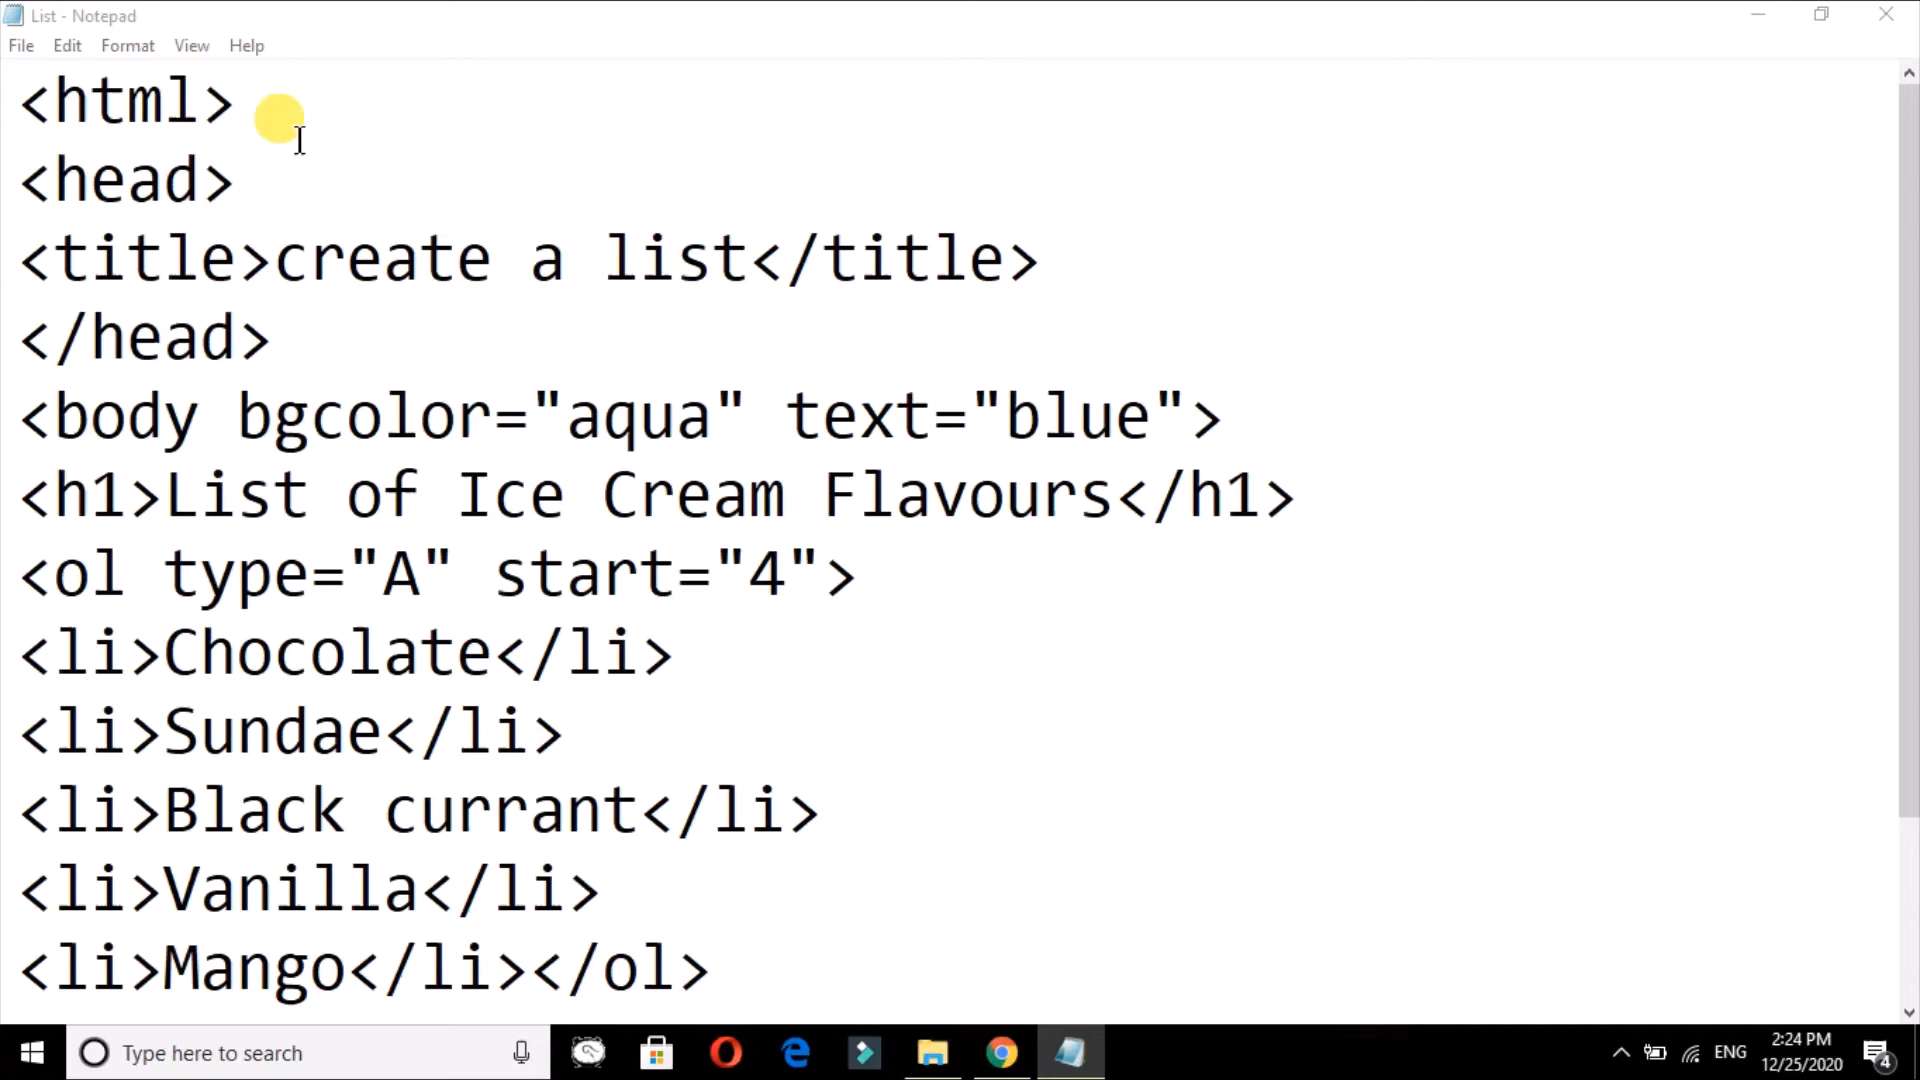 List - Notepad
File Edit Format View Help
<html>
<head>
<title>create a list</title>
</head>
<body bgcolor="aqua" text="blue">
<h1>List of Ice Cream Flavours</h1>
<ol type="A" start="4">
<li>Chocolate</li>
<li>Sundae</li>
<li>Black currant</li>
<li>Vanilla</li>
<li>Mango</li></ol>
Type here to search
ENG
2:24 PM
12/25/2020
4